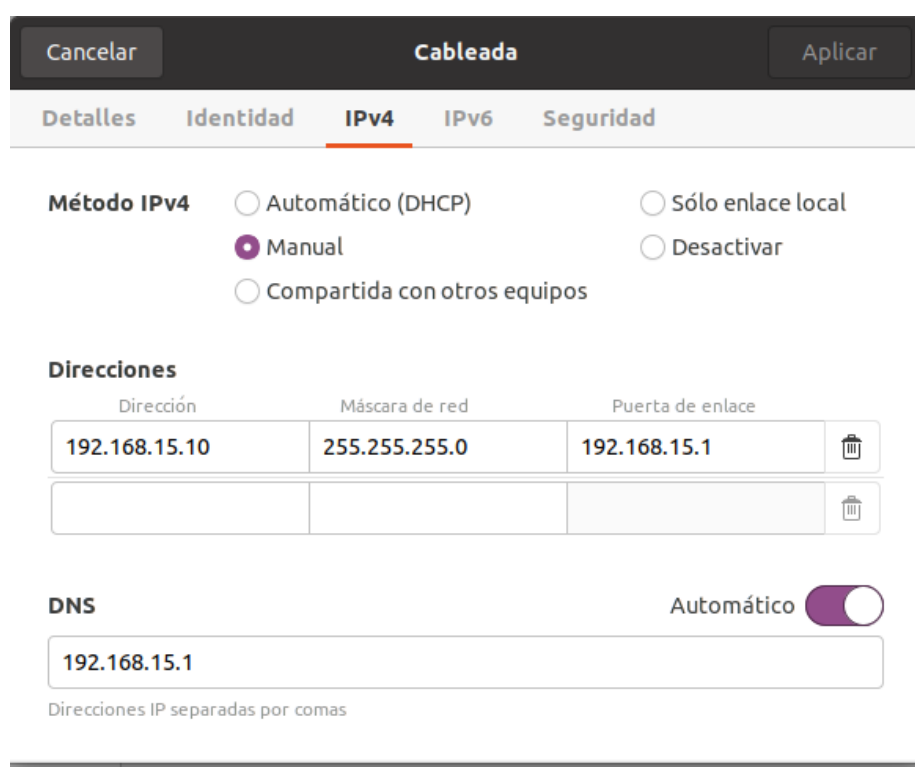 Cancelar Cableada Aplicar
Detalles Identidad IPv4 IPv6 Seguridad
Método IPv4 Automático (DHCP) Sólo enlace local
Manual Desactivar
Compartida con otros equipos
Direcciones
Dirección Máscara de red Puerta de enlace
192.168.15.10 255.255.255.0 192.168.15.1
DNS Automático
192.168.15.1
Direcciones IP separadas por comas